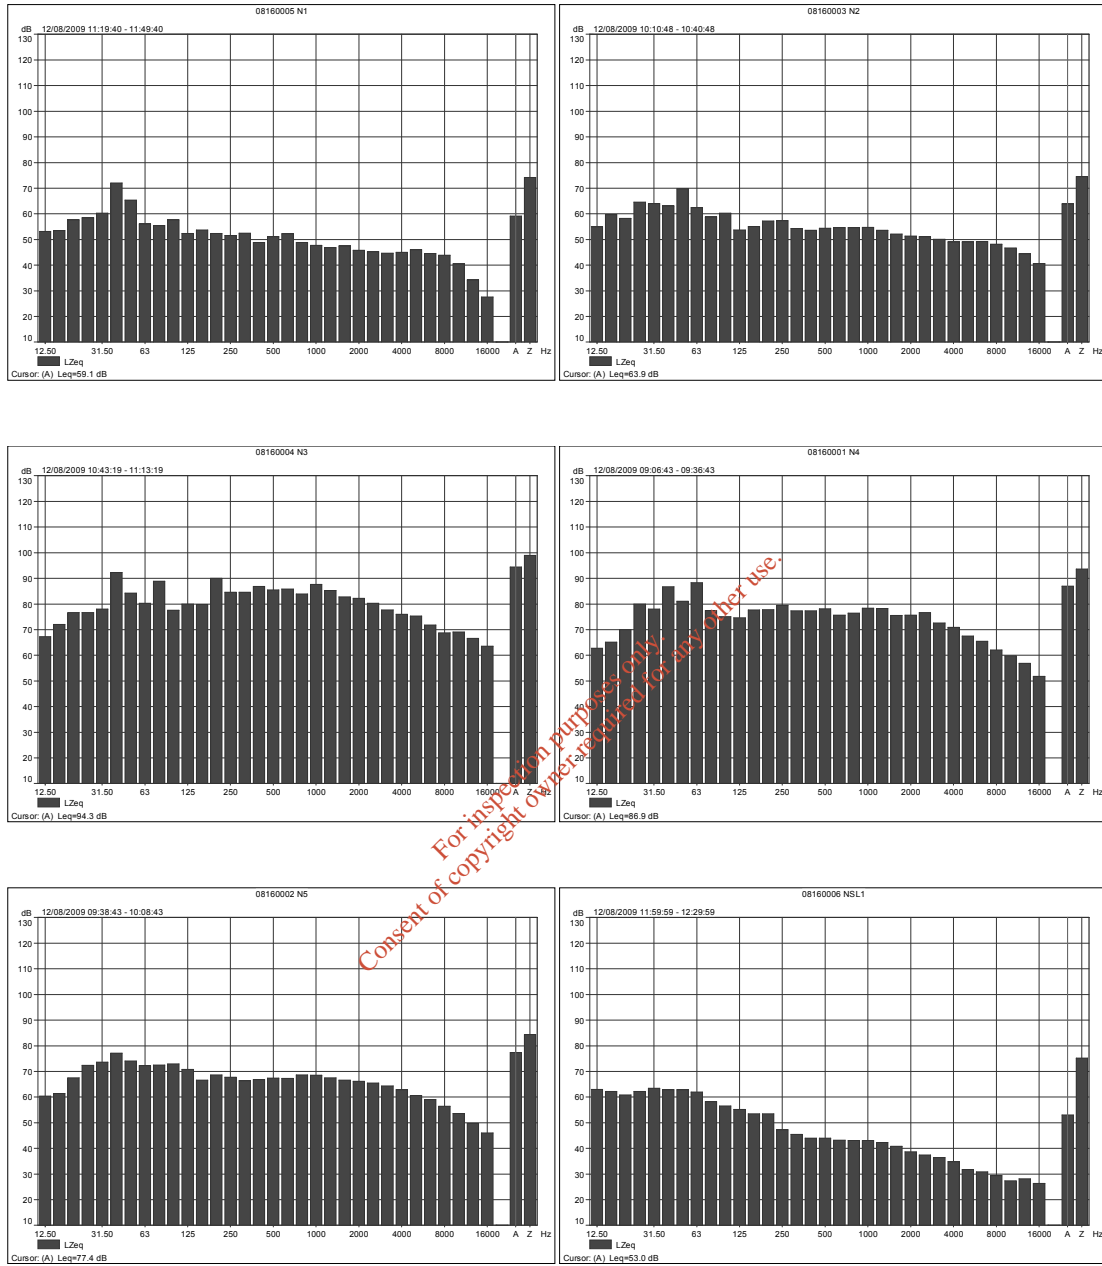 08160005 N1
dB 12/08/2009 11:19:40 - 11:49:40
130
120
110
100
90
80
70
60
50
40
30
20
10
12.50 31.50 63 125 250 500 1000 2000 4000 8000 16000 A Z Hz
LZeq
Cursor: (A) Leq=59.1 dB
08160003 N2
dB 12/08/2009 10:10:48 - 10:40:48
130
120
110
100
90
80
70
60
50
40
30
20
10
12.50 31.50 63 125 250 500 1000 2000 4000 8000 16000 A Z Hz
LZeq
Cursor: (A) Leq=63.9 dB
08160004 N3
dB 12/08/2009 10:43:19 - 11:13:19
130
120
110
100
90
80
70
60
50
40
30
20
10
12.50 31.50 63 125 250 500 1000 2000 4000 8000 16000 A Z Hz
LZeq
Cursor: (A) Leq=94.3 dB
08160001 N4
dB 12/08/2009 09:06:43 - 09:36:43
130
120
110
100
90
80
70
60
50
40
30
20
10
12.50 31.50 63 125 250 500 1000 2000 4000 8000 16000 A Z Hz
LZeq
Cursor: (A) Leq=86.9 dB
For inspection purposes only.
Consent of copyright owner required for any other use.
08160002 N5
dB 12/08/2009 09:38:43 - 10:08:43
130
120
110
100
90
80
70
60
50
40
30
20
10
12.50 31.50 63 125 250 500 1000 2000 4000 8000 16000 A Z Hz
LZeq
Cursor: (A) Leq=77.4 dB
08160006 NSL1
dB 12/08/2009 11:59:59 - 12:29:59
130
120
110
100
90
80
70
60
50
40
30
20
10
12.50 31.50 63 125 250 500 1000 2000 4000 8000 16000 A Z Hz
LZeq
Cursor: (A) Leq=53.0 dB